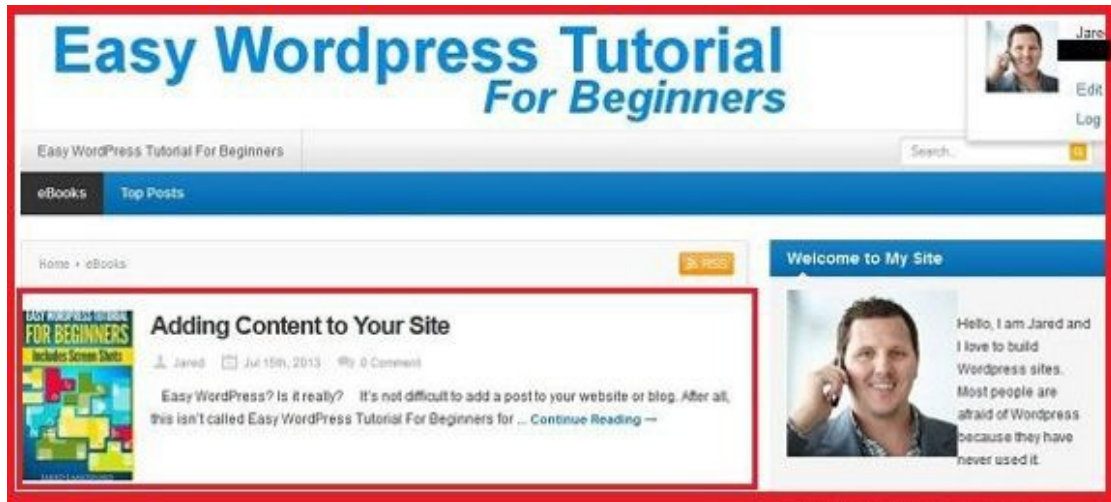 Easy Wordpress Tutorial
For Beginners
Jare
Edit
Log
Easy WordPress Tutorial For Beginners
Search..
eBooks
Top Posts
Home
eBooks
RSS
Welcome to My Site
EASY WORDPRESS TUTORIAL
FOR BEGINNERS
Includes Screen Shots
Adding Content to Your Site
Jared
Jul 15th, 2013
0 Comment
Easy WordPress? Is it really? It's not difficult to add a post to your website or blog. After all,
this isn't called Easy WordPress Tutorial For Beginners for ... Continue Reading →
Hello, I am Jared and
I love to build
Wordpress sites.
Most people are
afraid of Wordpress
because they have
never used it.